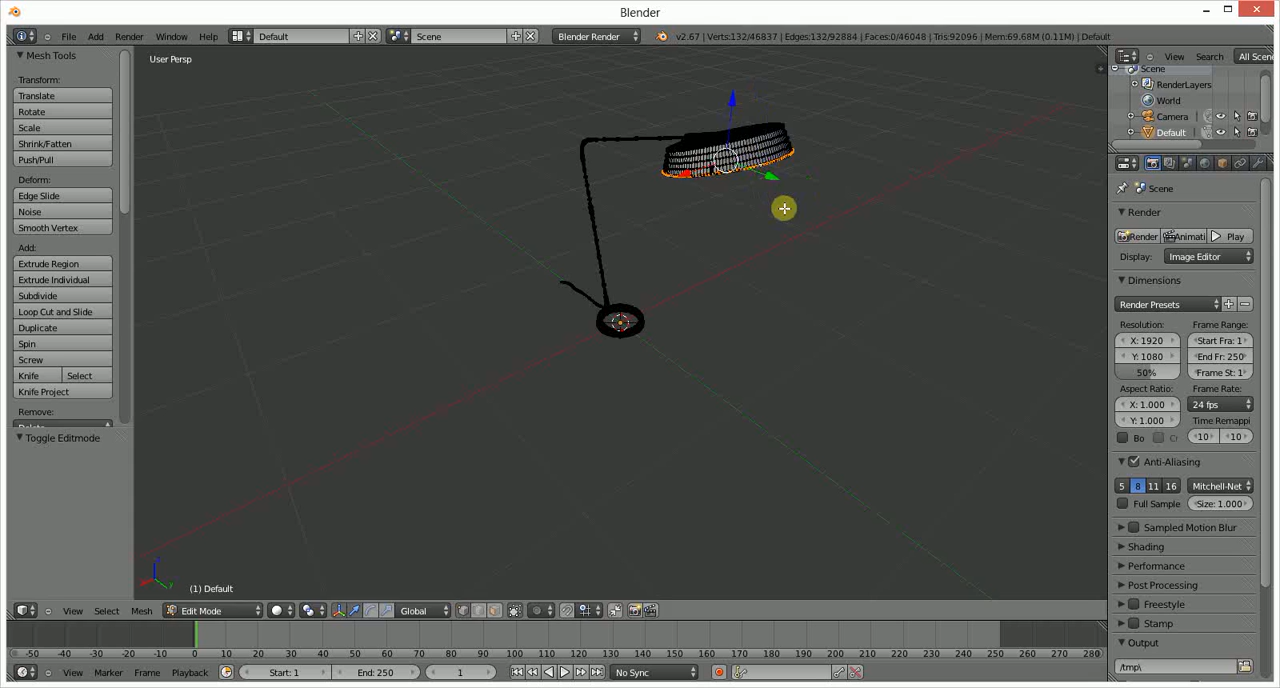 Blender
File Add Render Window Help Default Scene Blender Render v2.67 | Verts:132/46837 | Edges:132/92884 | Faces:0/46048 | Tris:92096 | Mem:69.68M (0.11M) | Default
Mesh Tools
Transform:
Translate
Rotate
Scale
Shrink/Fatten
Push/Pull
Deform:
Edge Slide
Noise
Smooth Vertex
Add:
Extrude Region
Extrude Individual
Subdivide
Loop Cut and Slide
Duplicate
Spin
Screw
Knife Select
Knife Project
Remove:
Toggle Editmode
User Persp
(1) Default
View Select Mesh Edit Mode Global
View Search All Scen
Scene
RenderLayers
World
Camera
Default
Scene
Render
Render Animati Play
Display: Image Editor
Dimensions
Render Presets
Resolution: Frame Range:
X: 1920 Start Fra: 1
Y: 1080 End Fr: 250
50% Frame St: 1
Aspect Ratio: Frame Rate:
X: 1.000 24 fps
Y: 1.000 Time Remappi
Bo Cr 10 10
Anti-Aliasing
5 8 11 16 Mitchell-Net
Full Sample Size: 1.000
Sampled Motion Blur
Shading
Performance
Post Processing
Freestyle
Stamp
Output
/tmp\
-50 -40 -30 -20 -10 0 10 20 30 40 50 60 70 80 90 100 110 120 130 140 150 160 170 180 190 200 210 220 230 240 250 260 270 280
View Marker Frame Playback Start: 1 End: 250 1 No Sync